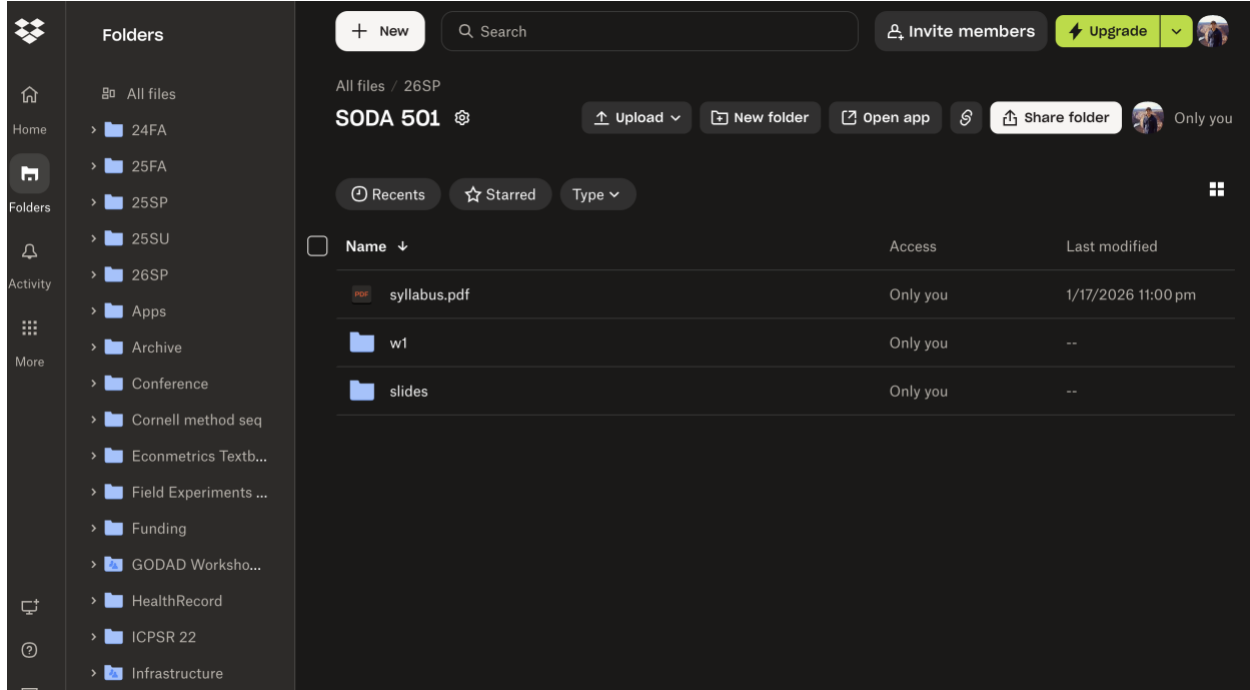 Folders
Home
Folders
Activity
More
All files
24FA
25FA
25SP
25SU
26SP
Apps
Archive
Conference
Cornell method seq
Econmetrics Textb...
Field Experiments ...
Funding
GODAD Worksho...
HealthRecord
ICPSR 22
Infrastructure
+ New
Search
Invite members
Upgrade
All files / 26SP
SODA 501
Upload
New folder
Open app
Share folder
Only you
Recents
Starred
Type
Name Access Last modified
PDF syllabus.pdf Only you 1/17/2026 11:00 pm
w1 Only you --
slides Only you --